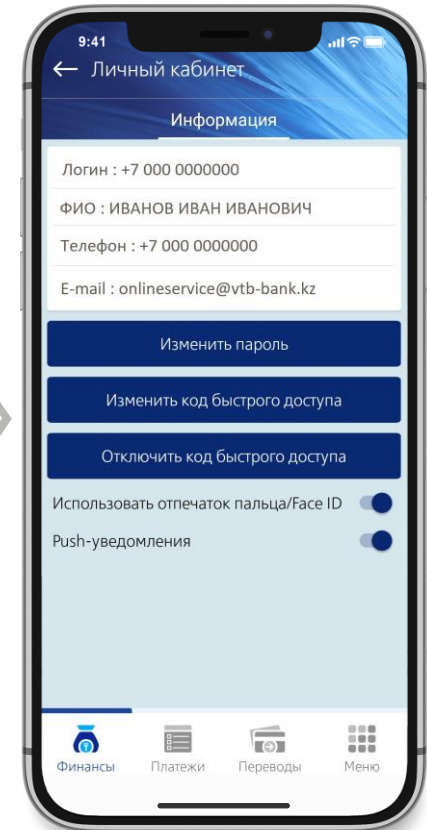 9:41
← Личный кабинет
Информация
Логин : +7 000 0000000
ФИО : ИВАНОВ ИВАН ИВАНОВИЧ
Телефон : +7 000 0000000
E-mail : onlineservice@vtb-bank.kz
Изменить пароль
Изменить код быстрого доступа
Отключить код быстрого доступа
Использовать отпечаток пальца/Face ID
Push-уведомления
Финансы Платежи Переводы Меню